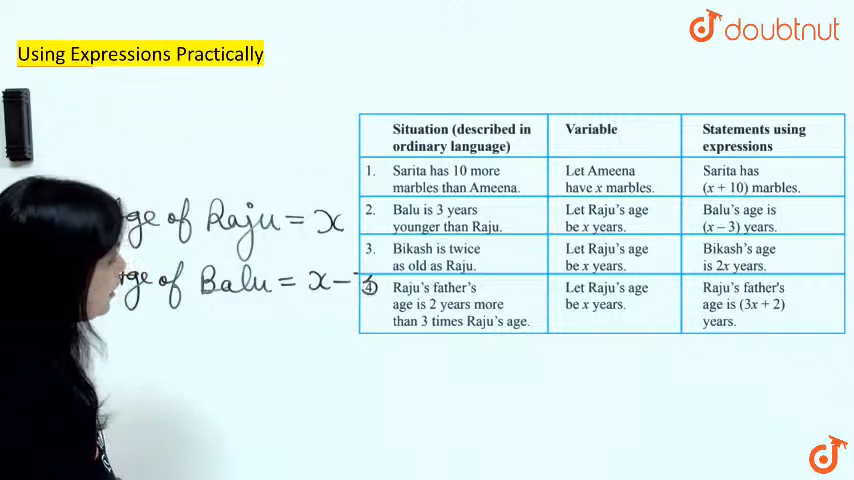 doubtnut
Using Expressions Practically
Situation (described in ordinary language) Variable Statements using expressions
1. Sarita has 10 more marbles than Ameena. Let Ameena have x marbles. Sarita has (x + 10) marbles.
2. Balu is 3 years younger than Raju. Let Raju's age be x years. Balu's age is (x – 3) years.
3. Bikash is twice as old as Raju. Let Raju's age be x years. Bikash's age is 2x years.
4 Raju's father's age is 2 years more than 3 times Raju's age. Let Raju's age be x years. Raju's father's age is (3x + 2) years.
of Raju = x
of Balu = x –